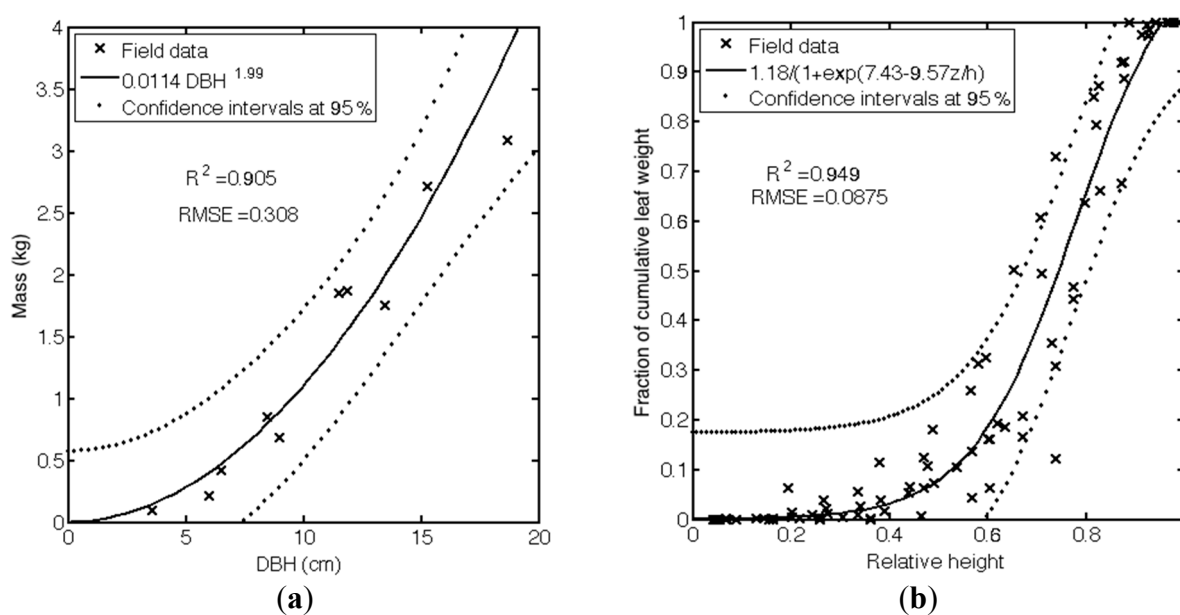 4
3.5
3
2.5
2
1.5
1
0.5
0
Mass (kg)
× Field data
0.0114 DBH 1.99
Confidence intervals at 95%
R 2 =0.905
RMSE =0.308
0 5 10 15 20
DBH (cm)
(a)
1
0.9
0.8
0.7
0.6
0.5
0.4
0.3
0.2
0.1
0
Fraction of cumulative leaf weight
× Field data
1.18/(1+exp(7.43-9.57z/h)
Confidence intervals at 95%
R 2 =0.949
RMSE =0.0875
0.2 0.4 0.6 0.8
Relative height
(b)